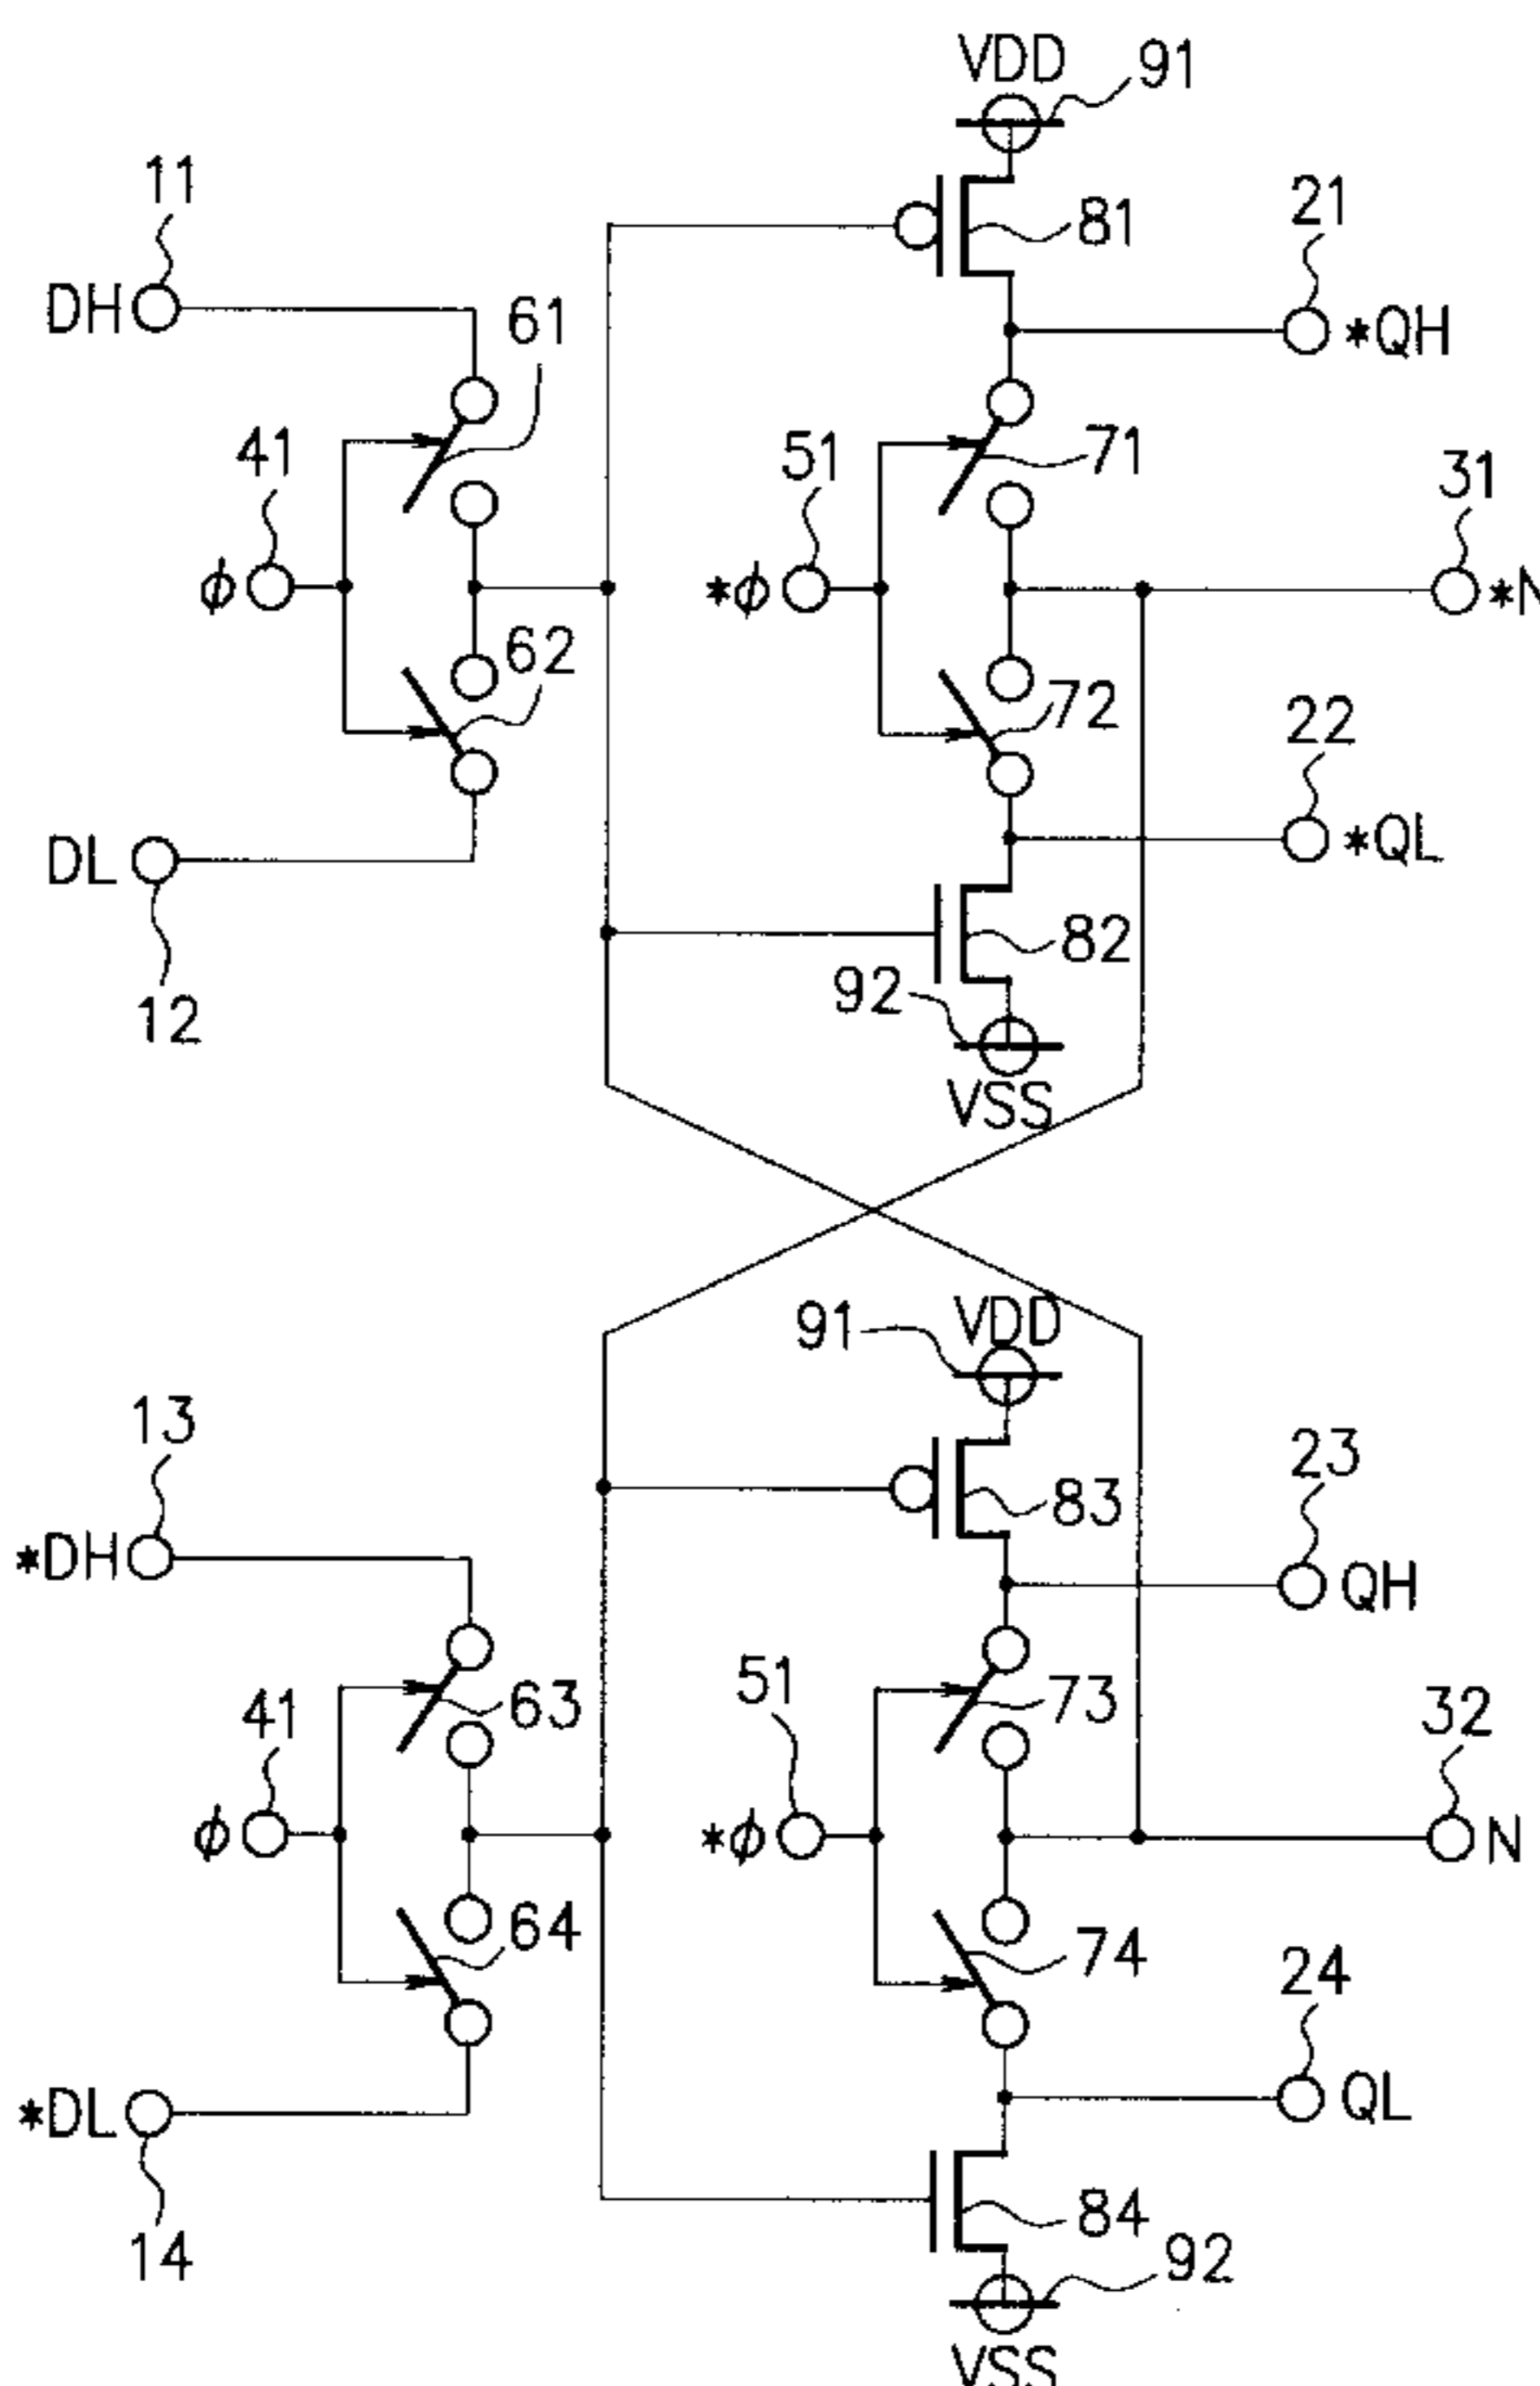 VDD 91
11
81 21
DH 61 *QH
41 51 71 31
ϕ *ϕ *N
62 72 22
DL *QL
82
12 92
VSS
91 VDD
13 23
83
*DH QH
41 63 51 73 32
ϕ *ϕ N
64 74 24
*DL QL
14 84
92
VSS